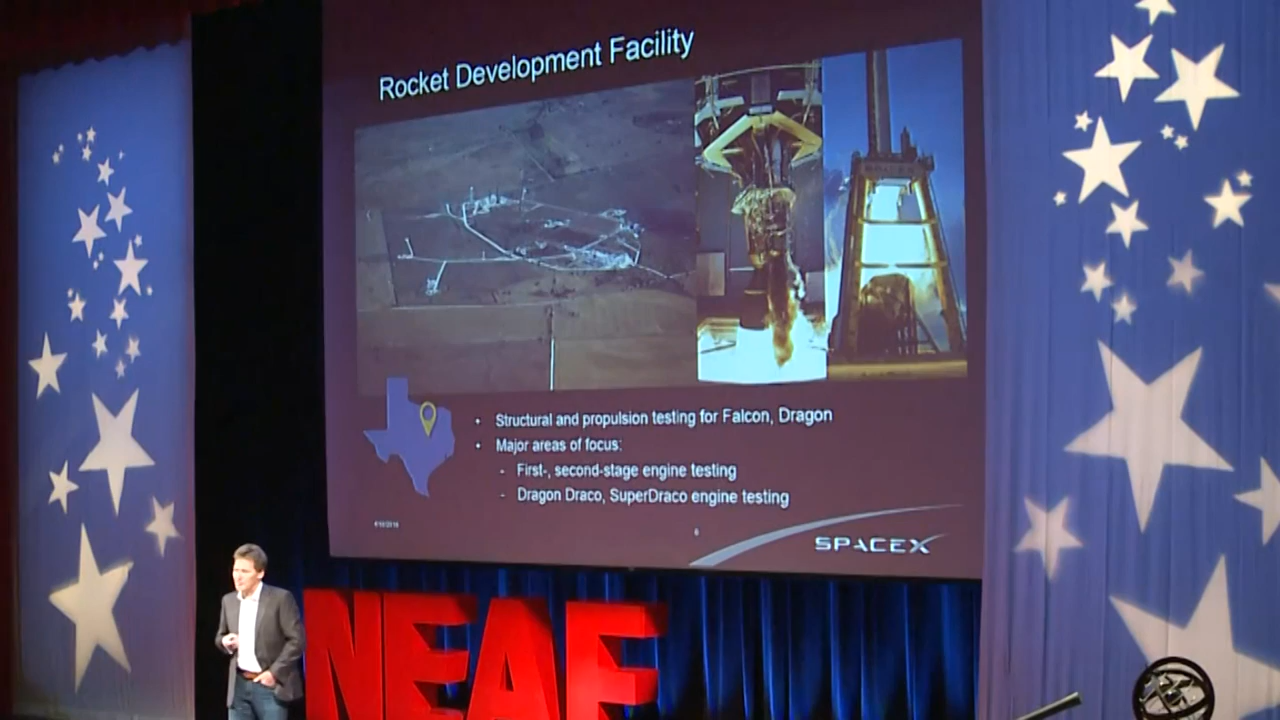 Rocket Development Facility
• Structural and propulsion testing for Falcon, Dragon
• Major areas of focus:
- First-, second-stage engine testing
- Dragon Draco, SuperDraco engine testing
SPACEX
NEAF